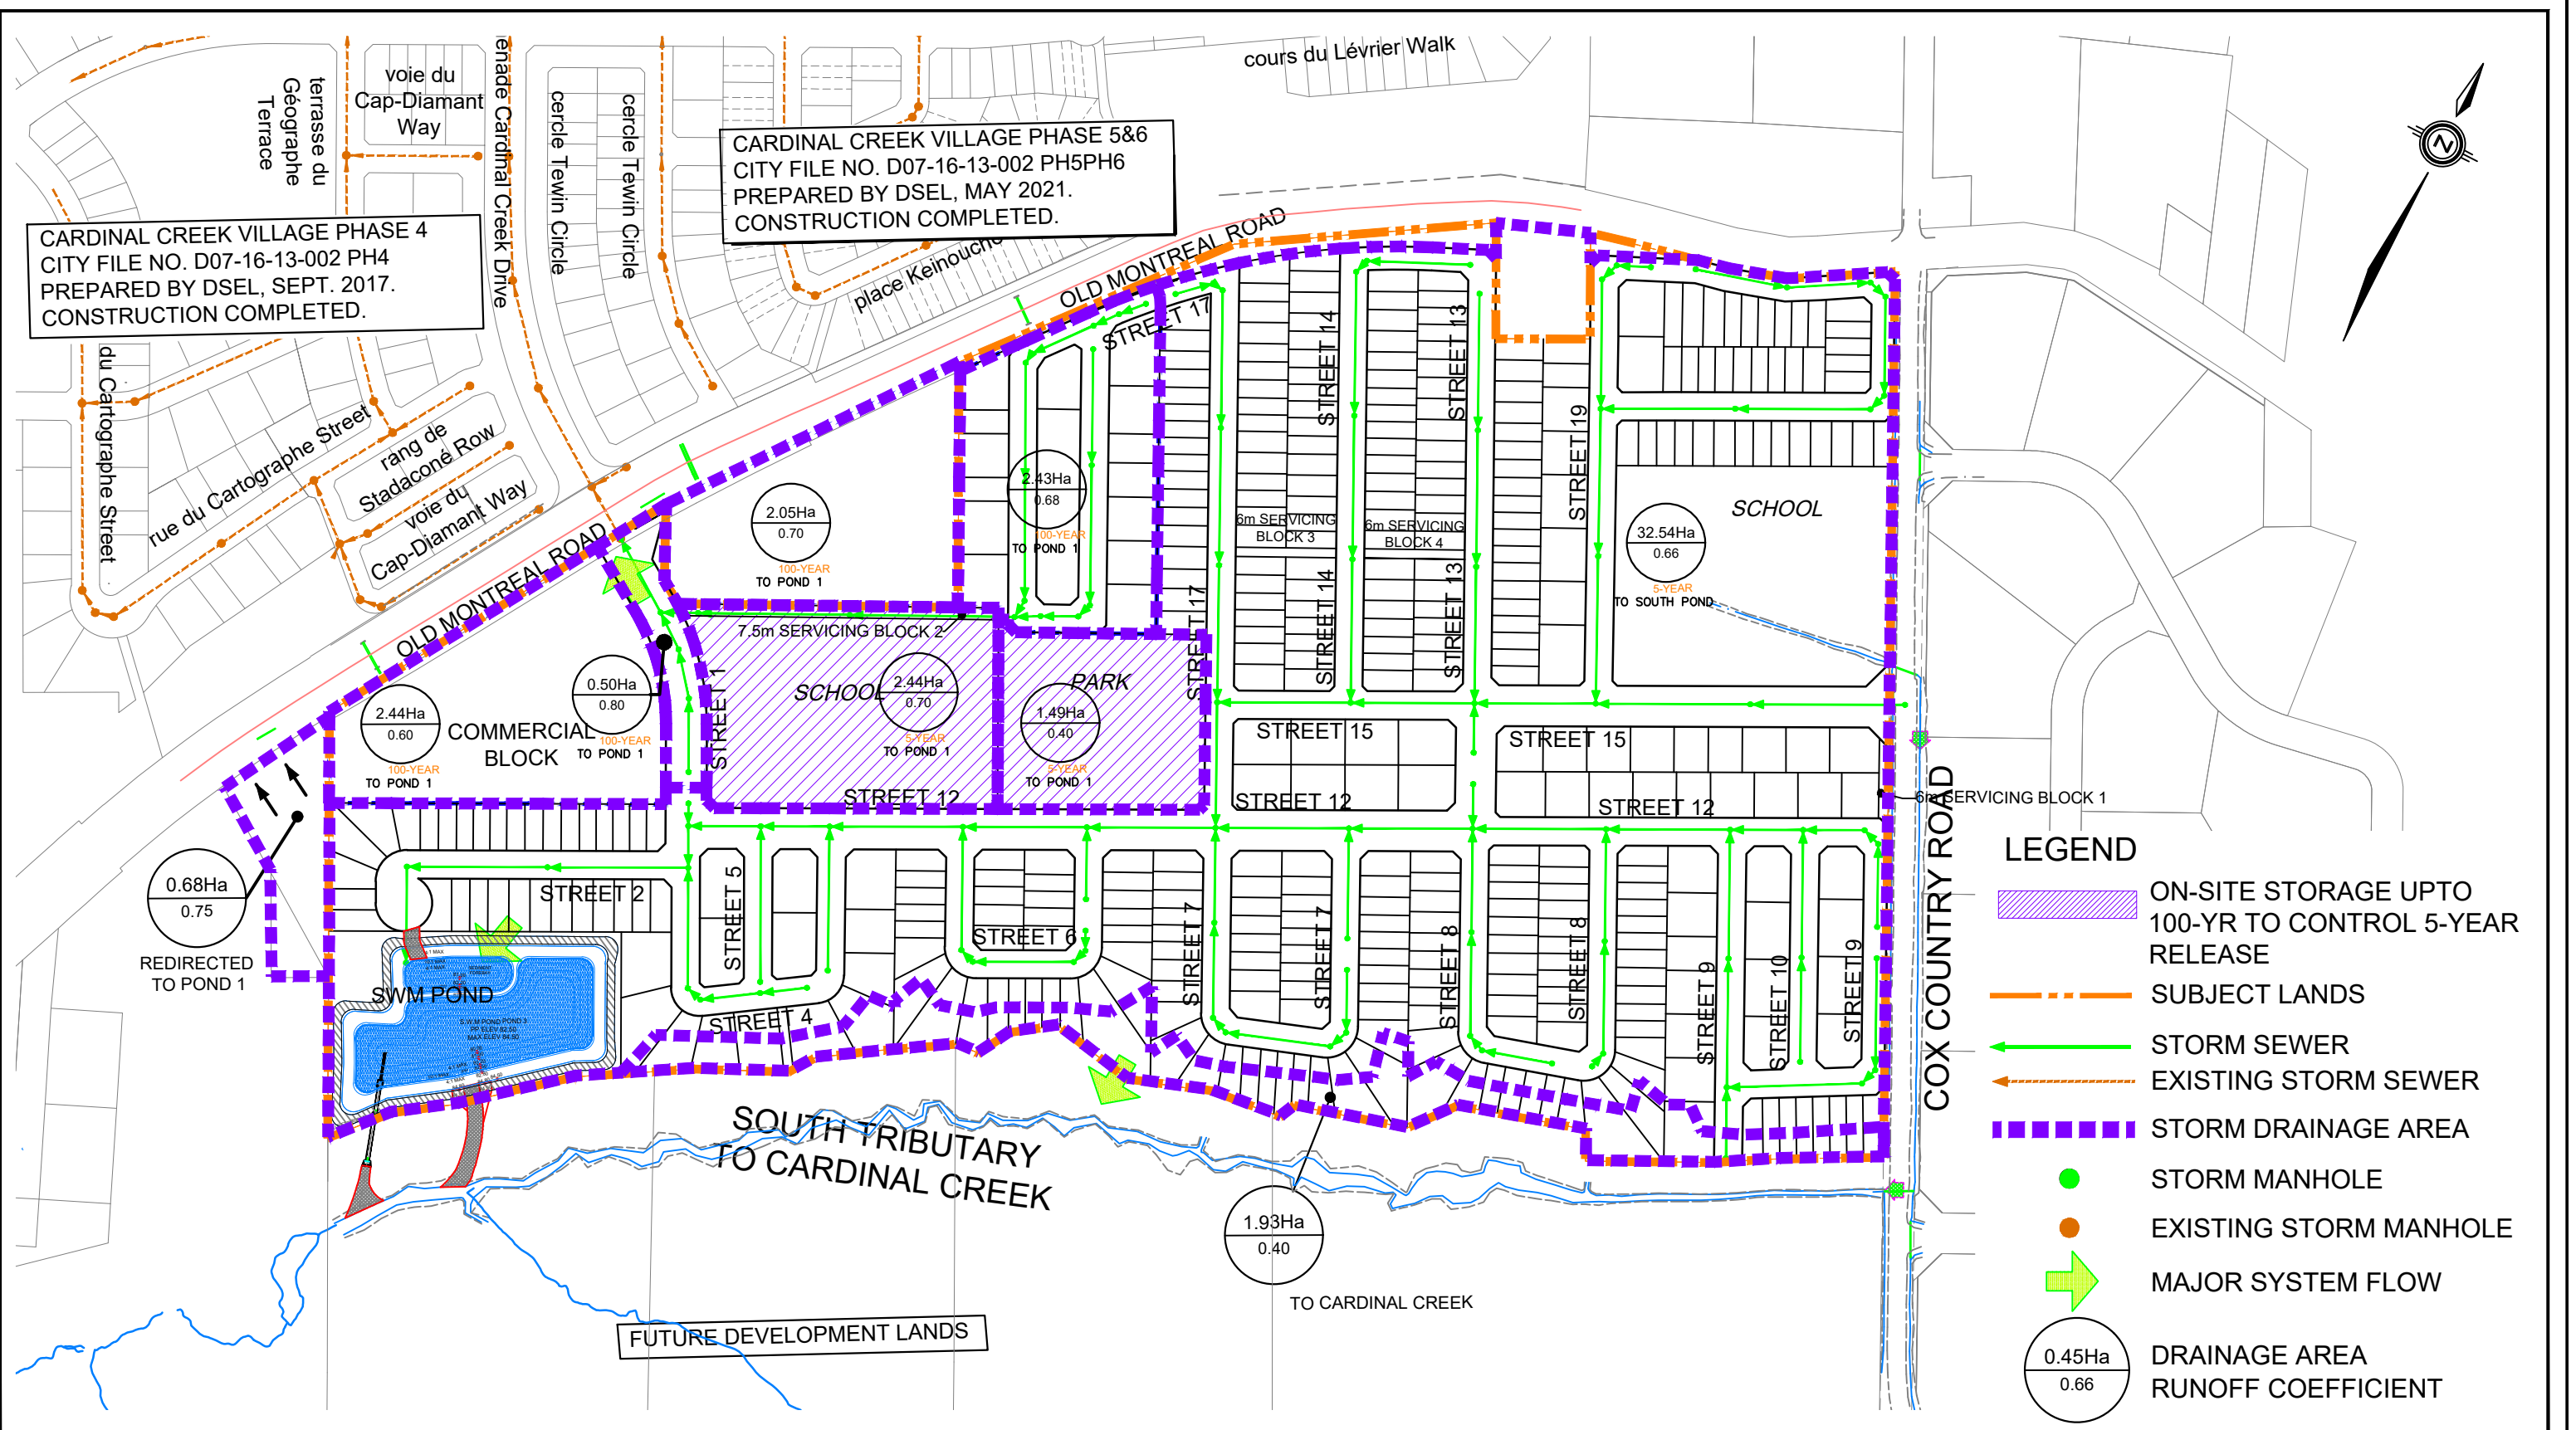 cours du Lévrier Walk
terrasse du
Géographe
Terrace
voie du
Cap-Diamant
Way
enade Cardinal Creek Drive
cercle Tewin Circle
cercle Tewin Circle
CARDINAL CREEK VILLAGE PHASE 5&6
CITY FILE NO. D07-16-13-002 PH5PH6
PREPARED BY DSEL, MAY 2021.
CONSTRUCTION COMPLETED.
CARDINAL CREEK VILLAGE PHASE 4
CITY FILE NO. D07-16-13-002 PH4
PREPARED BY DSEL, SEPT. 2017.
CONSTRUCTION COMPLETED.
place Keinouche
OLD MONTREAL ROAD
N
du Cartographe Street
rue du Cartographe Street
rang de
Stadaconé Row
voie du
Cap-Diamant Way
OLD MONTREAL ROAD
STREET 17
STREET 14
STREET 13
STREET 19
2.05Ha
0.70
100-YEAR
TO POND 1
2.43Ha
0.68
100-YEAR
TO POND 1
6m SERVICING
BLOCK 3
6m SERVICING
BLOCK 4
SCHOOL
32.54Ha
0.66
5-YEAR
TO SOUTH POND
STREET 17
STREET 14
STREET 13
7.5m SERVICING BLOCK 2
SCHOOL
2.44Ha
0.70
5-YEAR
TO POND 1
PARK
1.49Ha
0.40
5-YEAR
TO POND 1
0.50Ha
0.80
100-YEAR
TO POND 1
2.44Ha
0.60
100-YEAR
TO POND 1
COMMERCIAL
BLOCK
STREET 1
STREET 12
STREET 15
STREET 15
STREET 12
STREET 12
6m SERVICING BLOCK 1
COX COUNTRY ROAD
0.68Ha
0.75
REDIRECTED
TO POND 1
STREET 2
STREET 5
STREET 6
STREET 4
STREET 7
STREET 7
STREET 8
STREET 8
STREET 9
STREET 10
STREET 9
SWM POND
SOUTH TRIBUTARY
TO CARDINAL CREEK
1.93Ha
0.40
TO CARDINAL CREEK
FUTURE DEVELOPMENT LANDS
LEGEND
ON-SITE STORAGE UPTO
100-YR TO CONTROL 5-YEAR
RELEASE
SUBJECT LANDS
STORM SEWER
EXISTING STORM SEWER
STORM DRAINAGE AREA
STORM MANHOLE
EXISTING STORM MANHOLE
MAJOR SYSTEM FLOW
0.45Ha
0.66
DRAINAGE AREA
RUNOFF COEFFICIENT